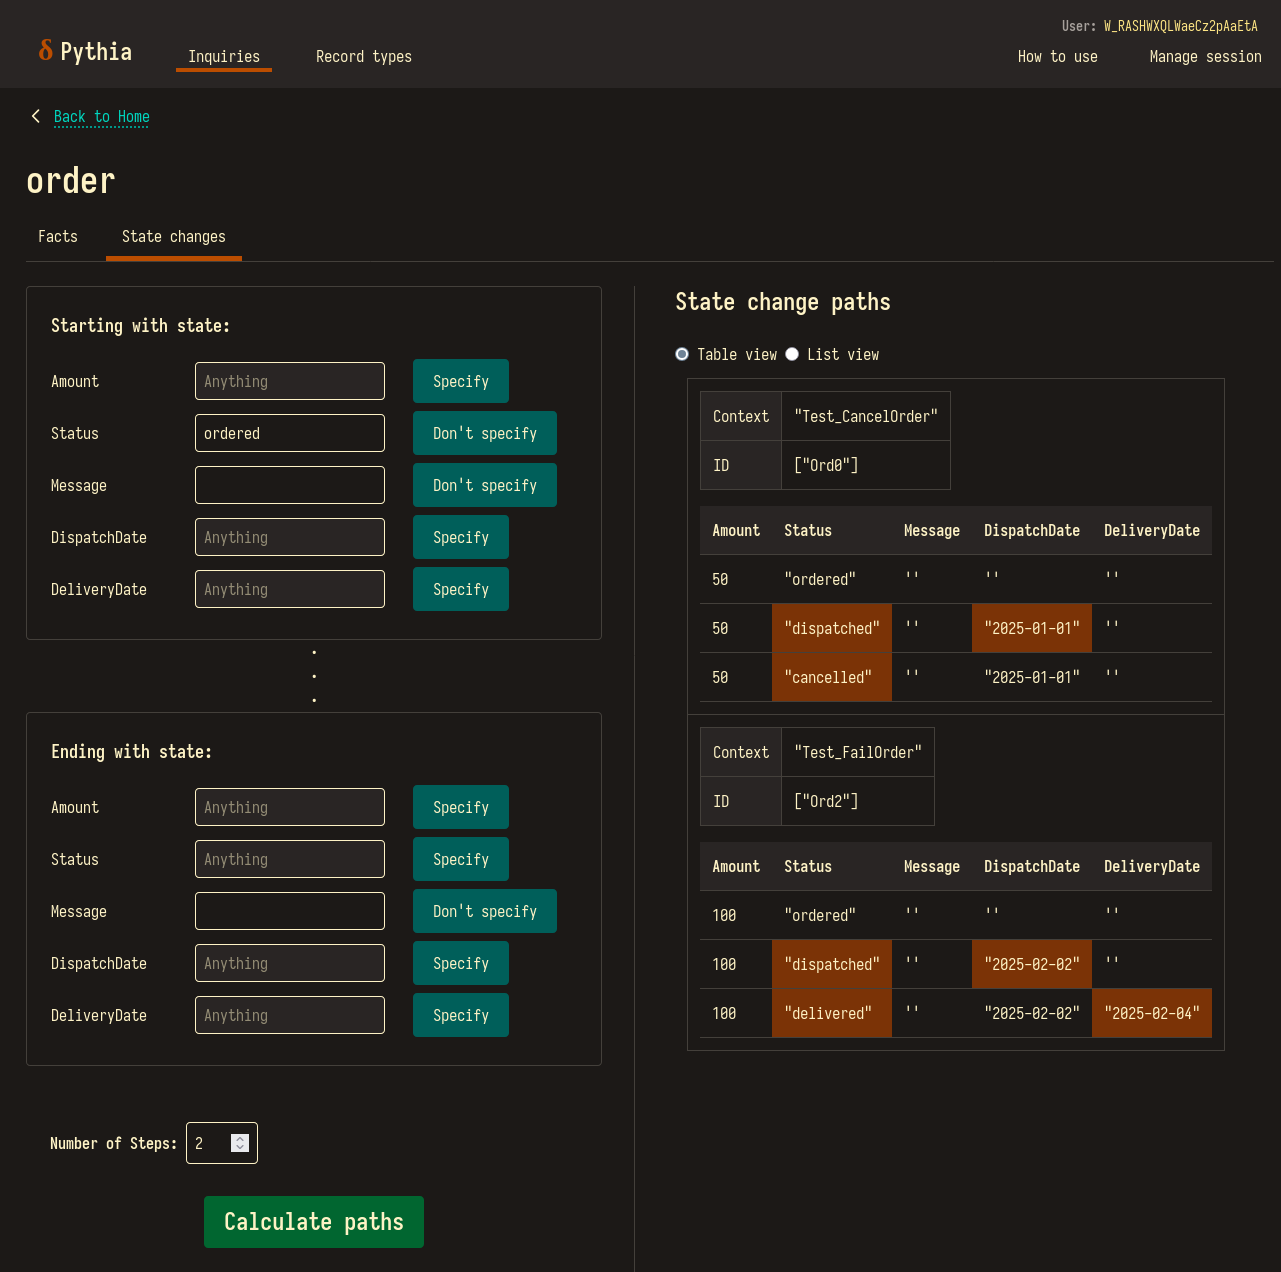 User: W_RASHWXQLWaeCz2pAaEtA
δ Pythia Inquiries Record types How to use Manage session
Back to Home
order
Facts State changes
Starting with state:
Amount Anything Specify
Status ordered Don't specify
Message Don't specify
DispatchDate Anything Specify
DeliveryDate Anything Specify
.
.
.
Ending with state:
Amount Anything Specify
Status Anything Specify
Message Don't specify
DispatchDate Anything Specify
DeliveryDate Anything Specify
Number of Steps: 2
Calculate paths
State change paths
Table view List view
Context "Test_CancelOrder"
ID ["Ord0"]
Amount Status Message DispatchDate DeliveryDate
50 "ordered" '' '' ''
50 "dispatched" '' "2025-01-01" ''
50 "cancelled" '' "2025-01-01" ''
Context "Test_FailOrder"
ID ["Ord2"]
Amount Status Message DispatchDate DeliveryDate
100 "ordered" '' '' ''
100 "dispatched" '' "2025-02-02" ''
100 "delivered" '' "2025-02-02" "2025-02-04"